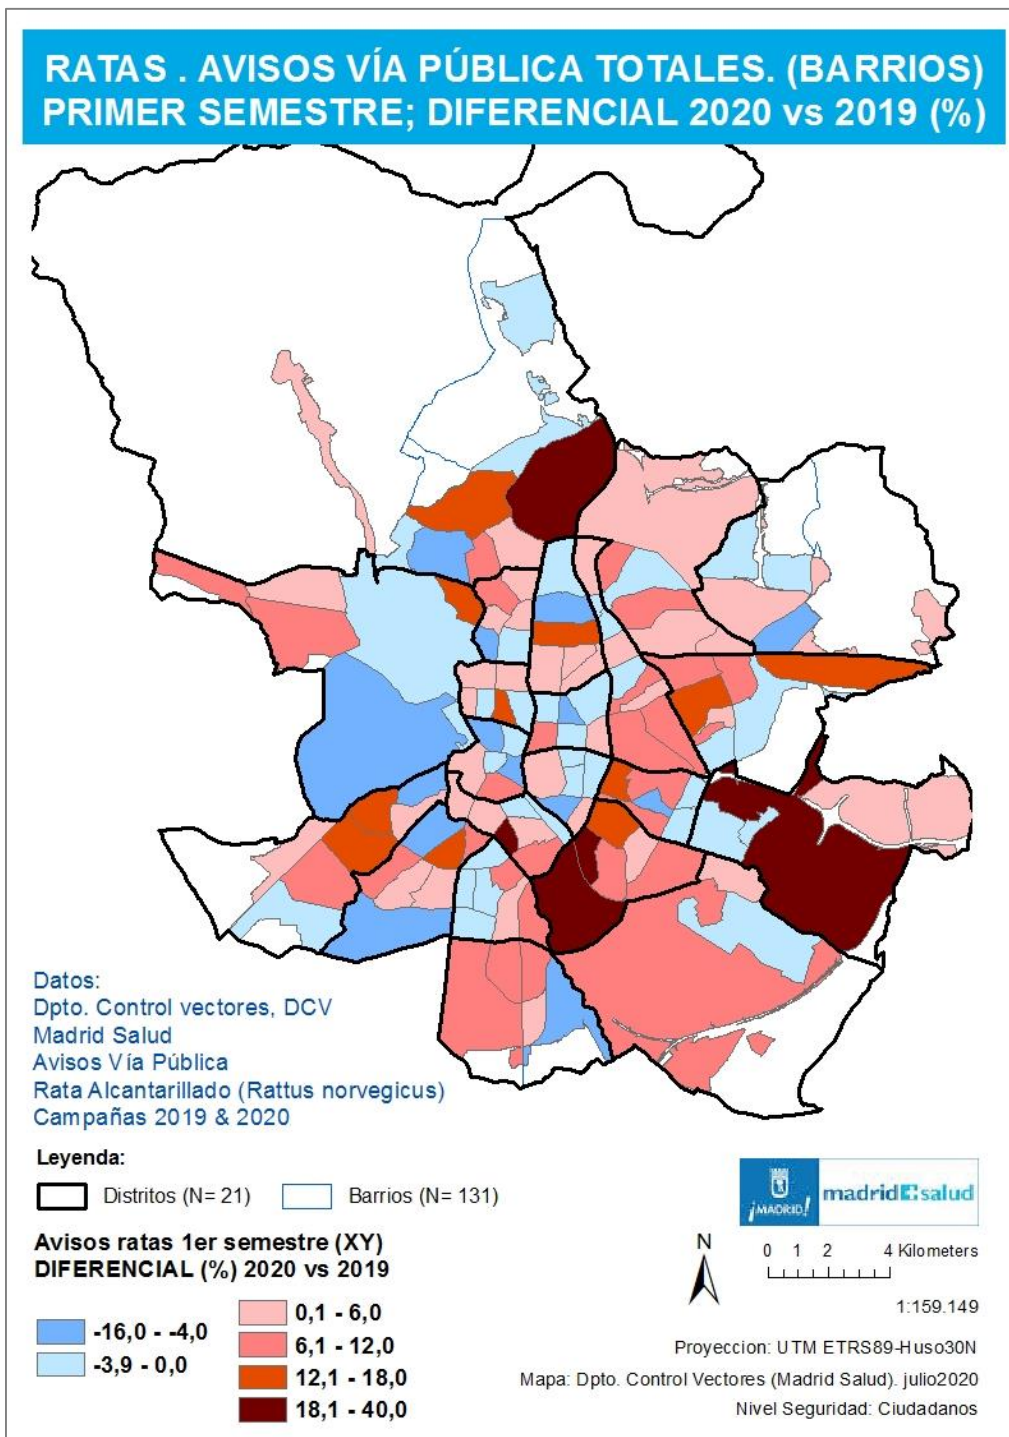 RATAS . AVISOS VÍA PÚBLICA TOTALES. (BARRIOS)
PRIMER SEMESTRE; DIFERENCIAL 2020 vs 2019 (%)
Datos:
Dpto. Control vectores, DCV
Madrid Salud
Avisos Vía Pública
Rata Alcantarillado (Rattus norvegicus)
Campañas 2019 & 2020
Leyenda:
Distritos (N= 21)
Barrios (N= 131)
Avisos ratas 1er semestre (XY)
DIFERENCIAL (%) 2020 vs 2019
-16,0 - -4,0
-3,9 - 0,0
0,1 - 6,0
6,1 - 12,0
12,1 - 18,0
18,1 - 40,0
¡MADRID!
madrid salud
N
0 1 2 4 Kilometers
1:159.149
Proyeccion: UTM ETRS89-Huso30N
Mapa: Dpto. Control Vectores (Madrid Salud). julio2020
Nivel Seguridad: Ciudadanos